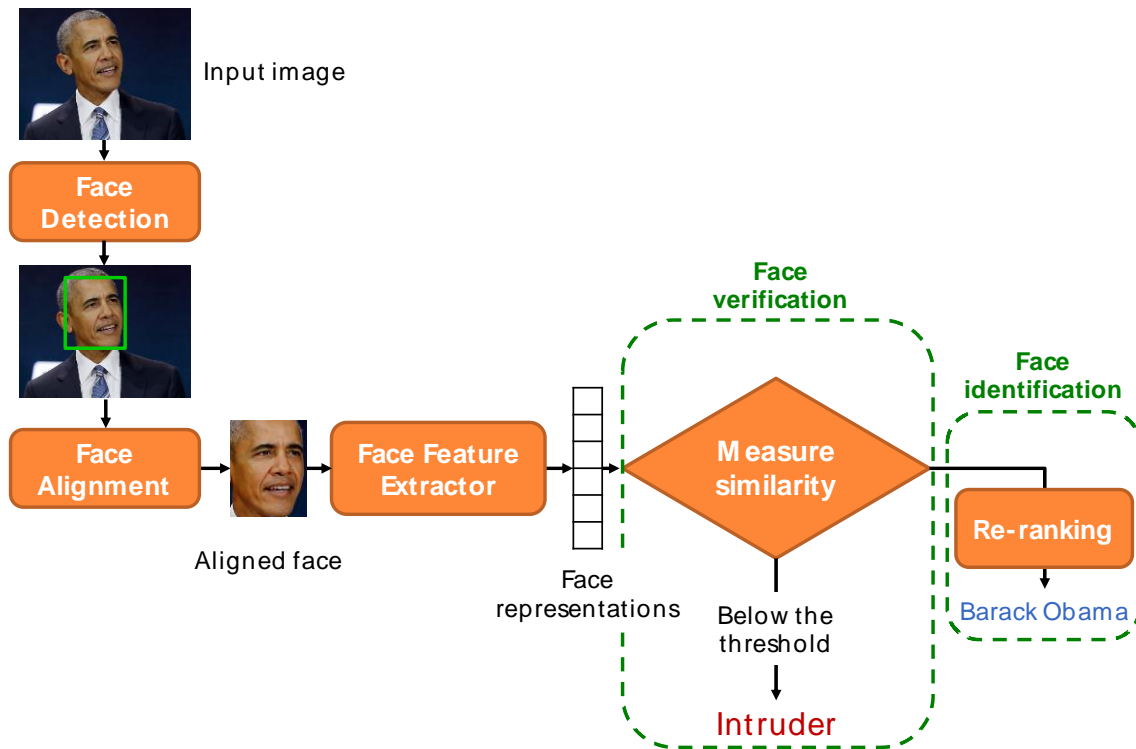 Input image
Face
Detection
Face
Alignment
Aligned face
Face Feature
Extractor
Face
representations
Face
verification
Measure
similarity
Below the
threshold
Intruder
Face
identification
Re-ranking
Barack Obama